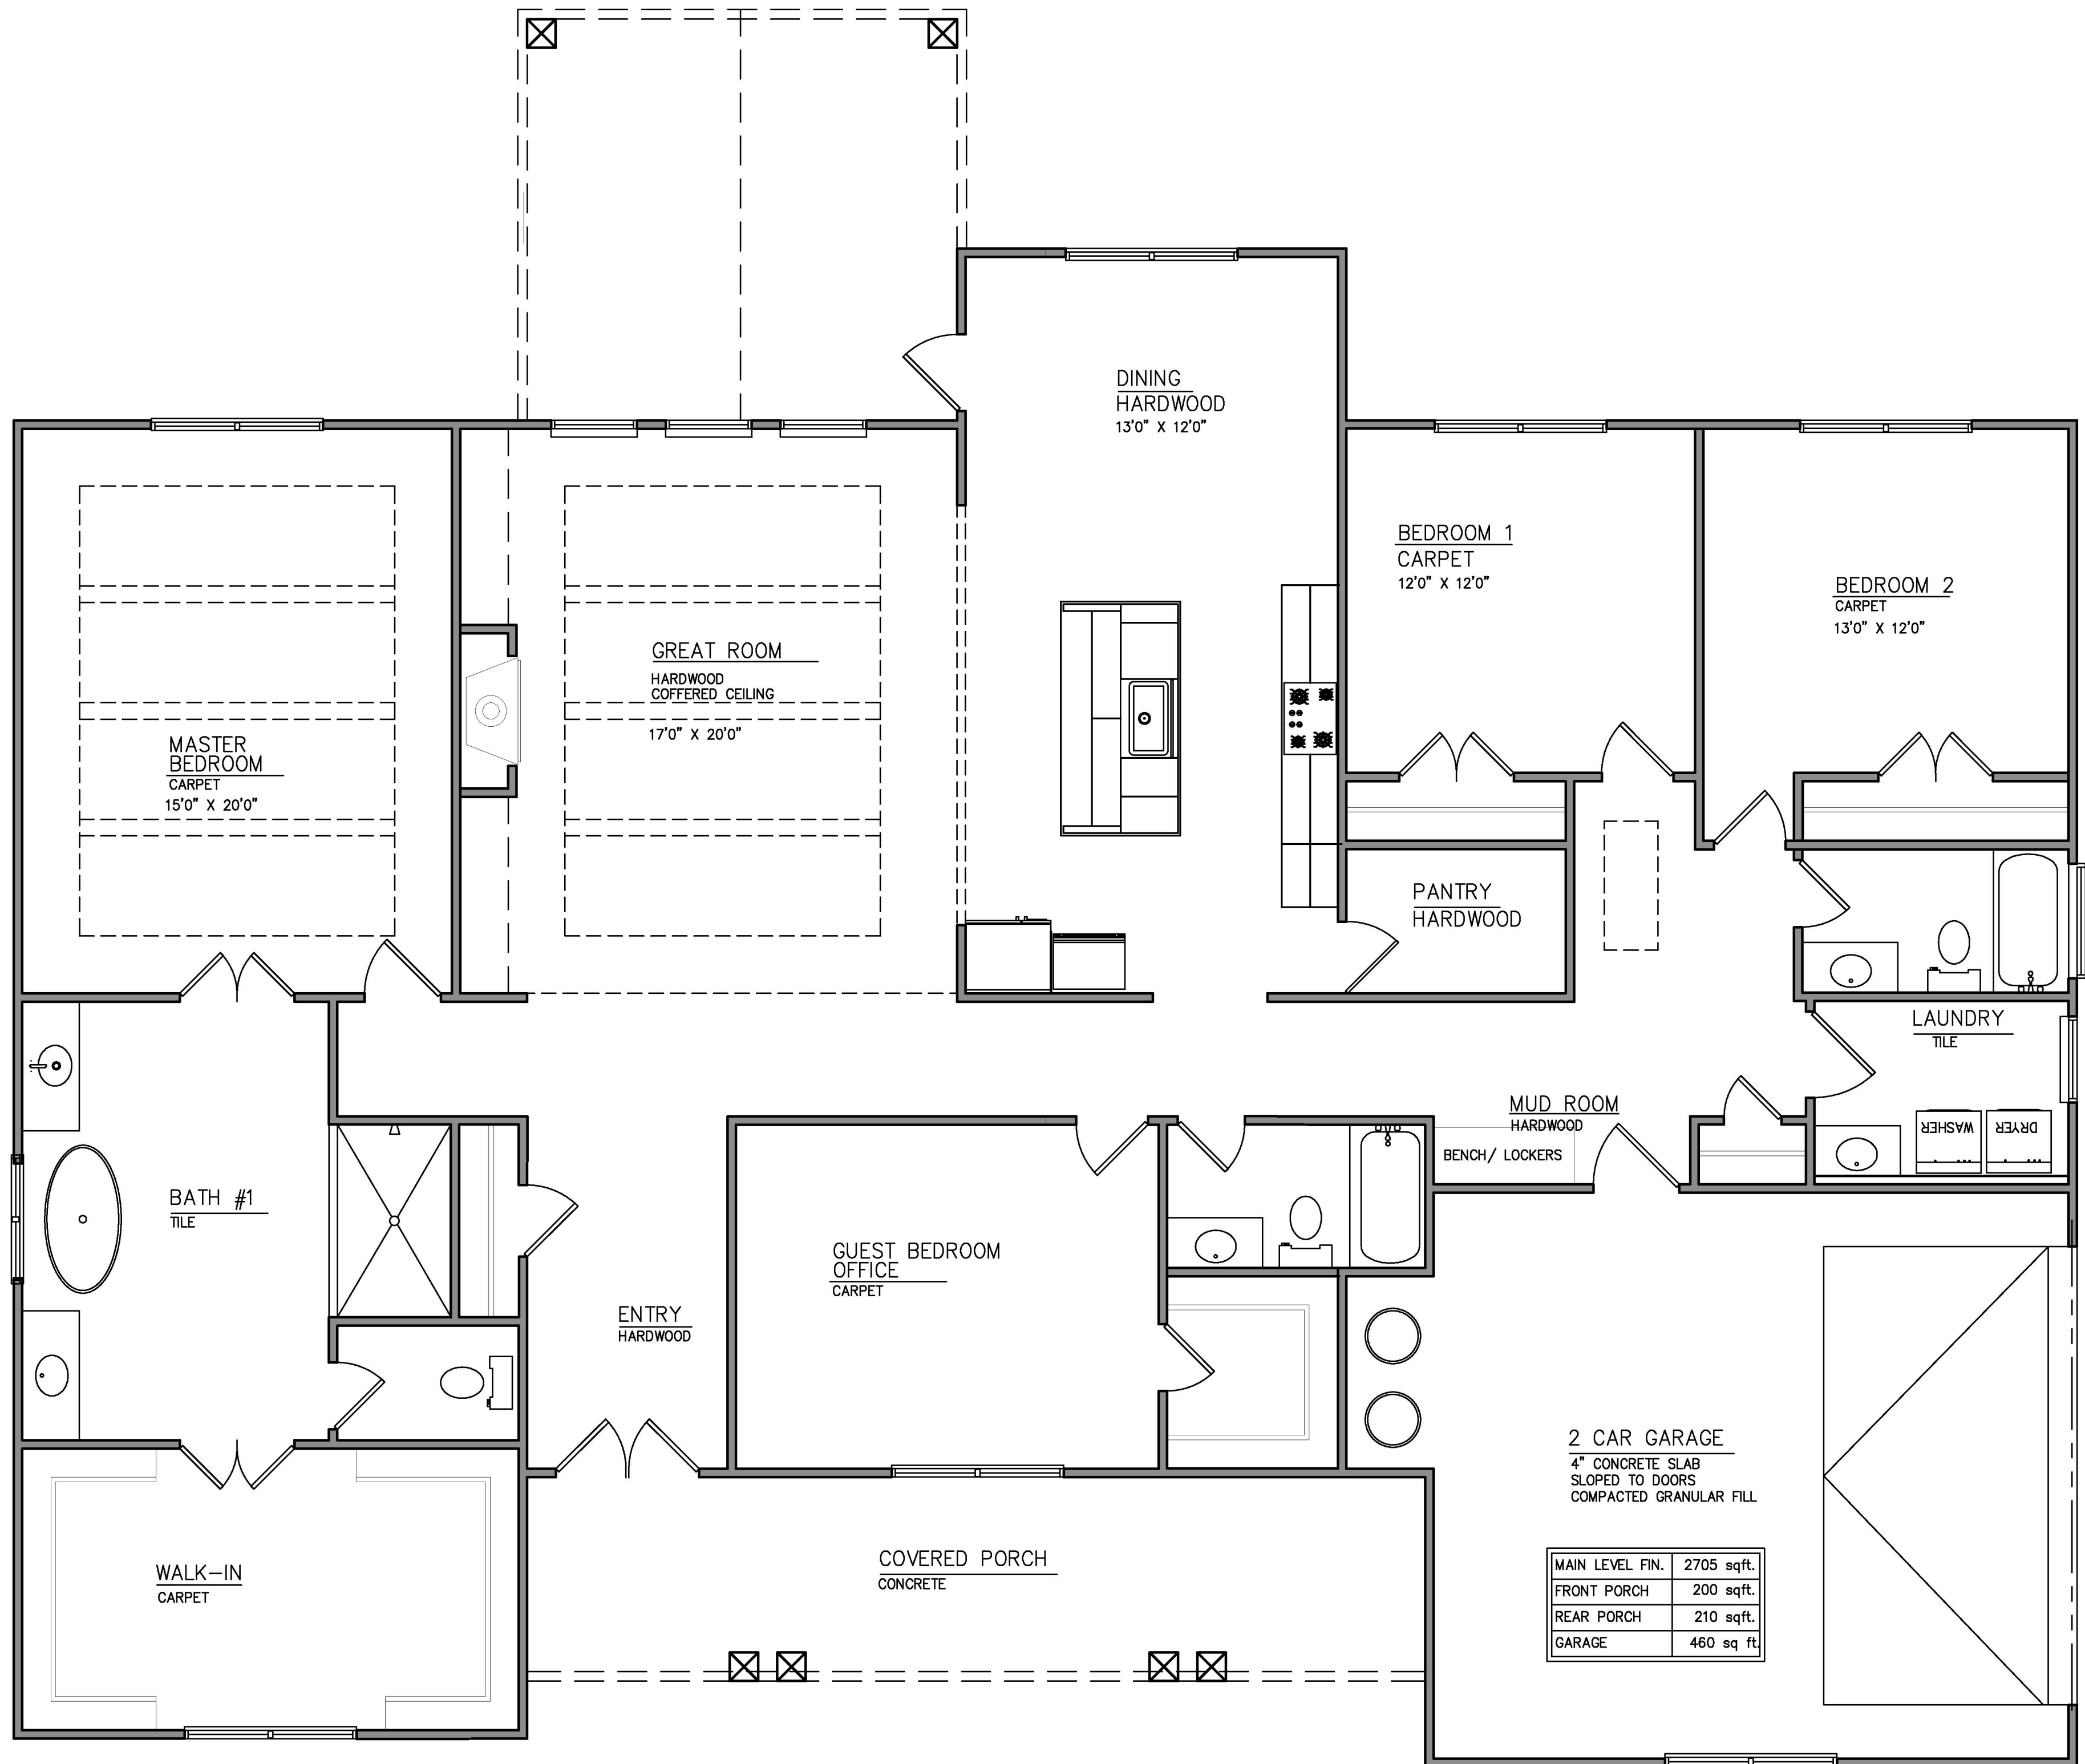 DINING
HARDWOOD
13'0" X 12'0"
BEDROOM 1
CARPET
12'0" X 12'0"
BEDROOM 2
CARPET
13'0" X 12'0"
GREAT ROOM
HARDWOOD
COFFERED CEILING
17'0" X 20'0"
MASTER
BEDROOM
CARPET
15'0" X 20'0"
PANTRY
HARDWOOD
LAUNDRY
TILE
MUD ROOM
HARDWOOD
BENCH/ LOCKERS
WASHER
DRYER
BATH #1
TILE
GUEST BEDROOM
OFFICE
CARPET
ENTRY
HARDWOOD
2 CAR GARAGE
4" CONCRETE SLAB
SLOPED TO DOORS
COMPACTED GRANULAR FILL
WALK-IN
CARPET
COVERED PORCH
CONCRETE
MAIN LEVEL FIN. 2705 sqft.
FRONT PORCH 200 sqft.
REAR PORCH 210 sqft.
GARAGE 460 sq ft.